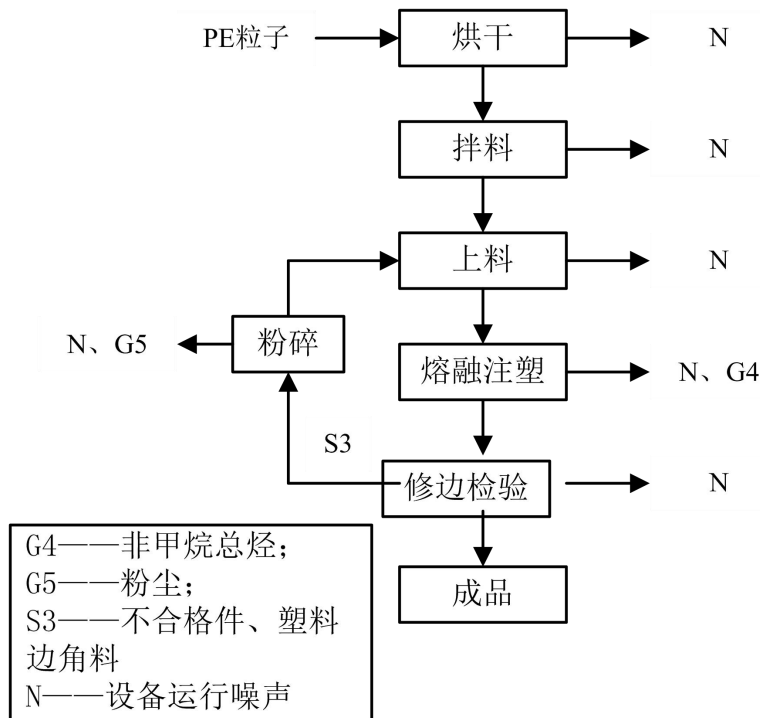 PE粒子
烘干
N
拌料
N
上料
N
N、G5
粉碎
熔融注塑
N、G4
S3
修边检验
N
成品
G4——非甲烷总烃；
G5——粉尘；
S3——不合格件、塑料
边角料
N——设备运行噪声